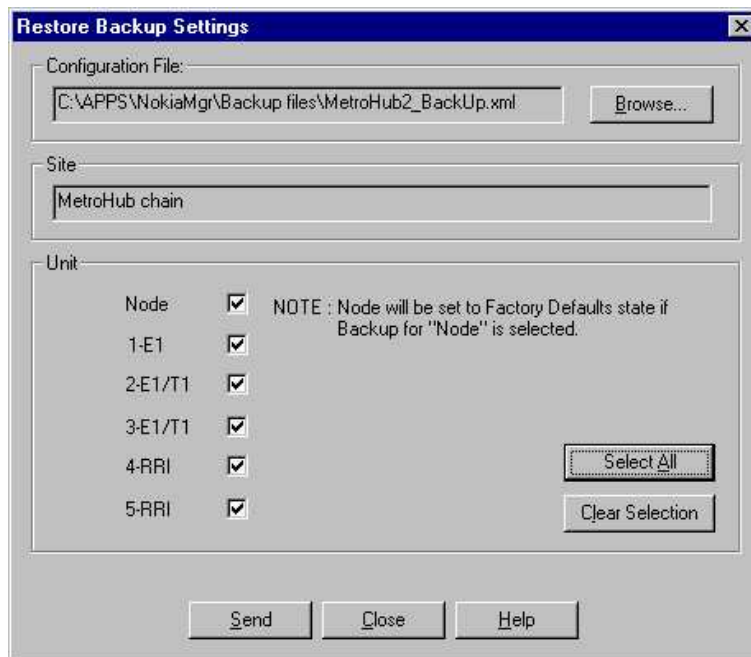 Restore Backup Settings
Configuration File:
C:\APPS\NokiaMgr\Backup files\MetroHub2_BackUp.xml
Browse...
Site
MetroHub chain
Unit
Node
NOTE : Node will be set to Factory Defaults state if
Backup for "Node" is selected.
1-E1
2-E1/T1
3-E1/T1
4-RRI
5-RRI
Select All
Clear Selection
Send
Close
Help